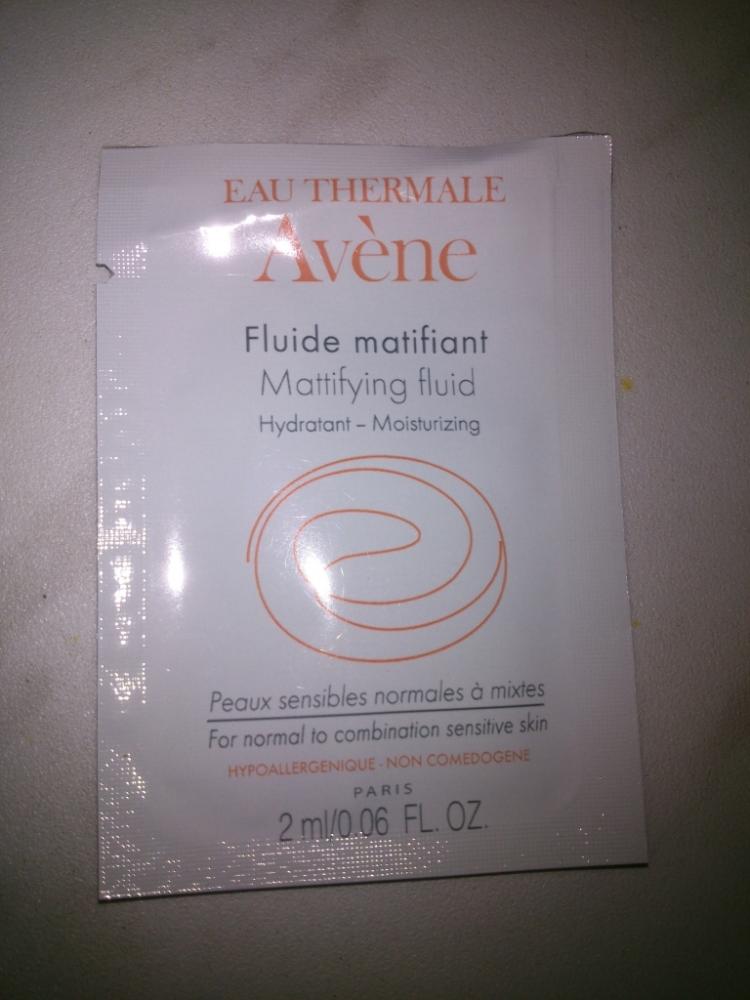 EAU THERMALE
Avène
Fluide matifiant
Mattifying fluid
Hydratant – Moisturizing
Peaux sensibles normales à mixtes
For normal to combination sensitive skin
HYPOALLERGENIQUE - NON COMEDOGENE
PARIS
2 ml/0.06 FL. OZ.